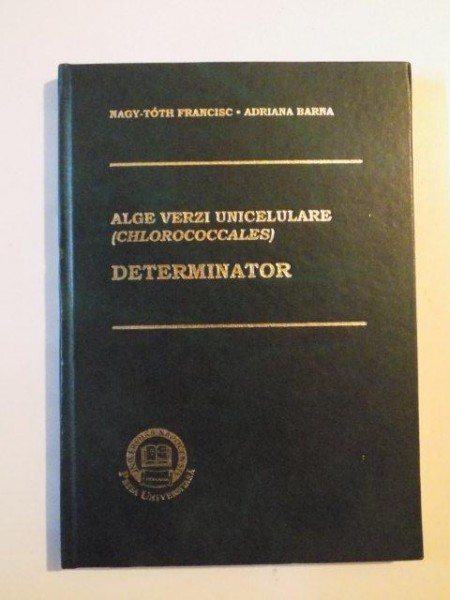 NAGY-TÓTH FRANCISC • ADRIANA BARNA
ALGE VERZI UNICELULARE
(CHLOROCOCCALES)
DETERMINATOR
PRESA UNIVERSITARĂ